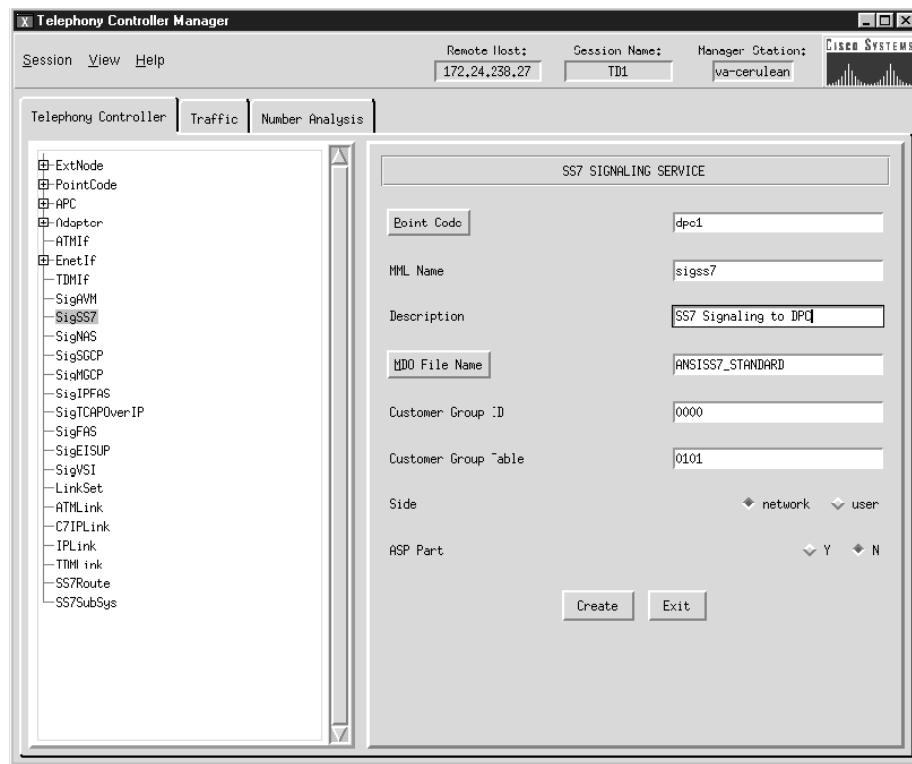 X Telephony Controller Manager
Session View Help
Remote Host: Session Name: Manager Station:
172.24.238.27 TD1 va-cerulean
CISCO SYSTEMS
Telephony Controller Traffic Number Analysis
ExtNode
PointCode
APC
Adaptor
ATMIf
EnetIf
TDMIf
SigAVM
SigSS7
SigNAS
SigSGCP
SigMGCP
SigIPFAS
SigTCAPOverIP
SigFAS
SigEISUP
SigVSI
LinkSet
ATMLink
C7IPLink
IPLink
TDMLink
SS7Route
SS7SubSys
SS7 SIGNALING SERVICE
Point Code dpc1
MML Name sigss7
Description SS7 Signaling to DPC
MDO File Name ANSISS7_STANDARD
Customer Group ID 0000
Customer Group Table 0101
Side network user
ASP Part Y N
Create Exit